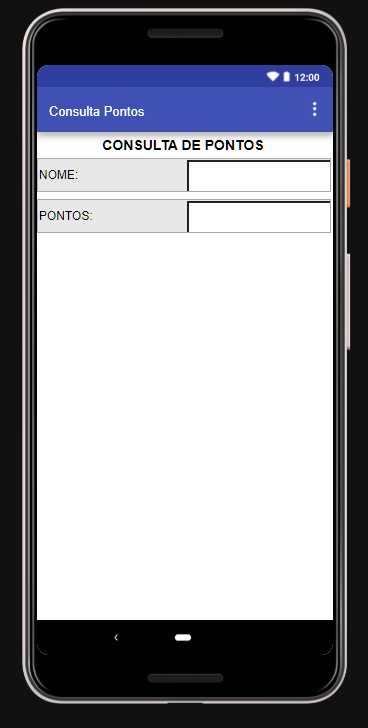 12:00
Consulta Pontos
CONSULTA DE PONTOS
NOME:
PONTOS: